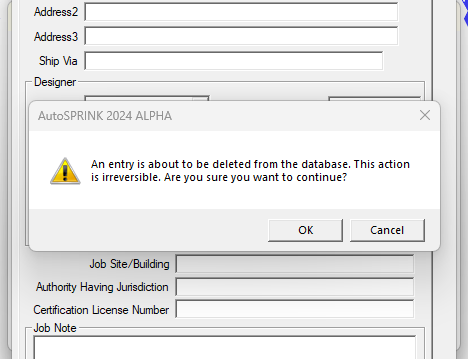 Address2
Address3
Ship Via
Designer
AutoSPRINK 2024 ALPHA
An entry is about to be deleted from the database. This action
is irreversible. Are you sure you want to continue?
OK
Cancel
Job Site/Building
Authority Having Jurisdiction
Certification License Number
Job Note